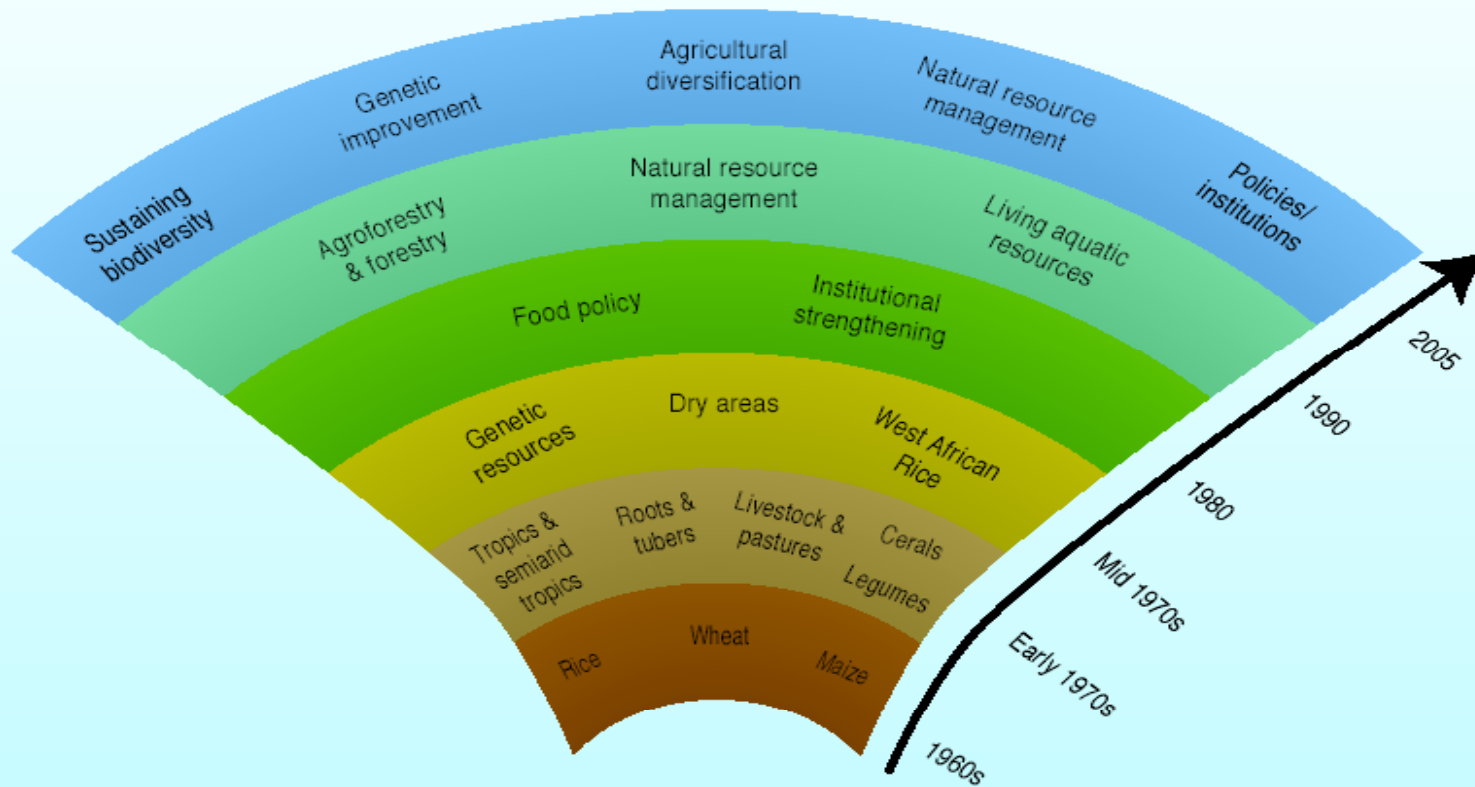 Agricultural
diversification
Genetic
improvement
Natural resource
management
Sustaining
biodiversity
Policies/
institutions
Natural resource
management
Agroforestry
& forestry
Living aquatic
resources
Food policy
Institutional
strengthening
Genetic
resources
Dry areas
West African
Rice
Tropics &
semiarid
tropics
Roots &
tubers
Livestock &
pastures
Cerals
Legumes
Rice
Wheat
Maize
2005
1990
1980
Mid 1970s
Early 1970s
1960s